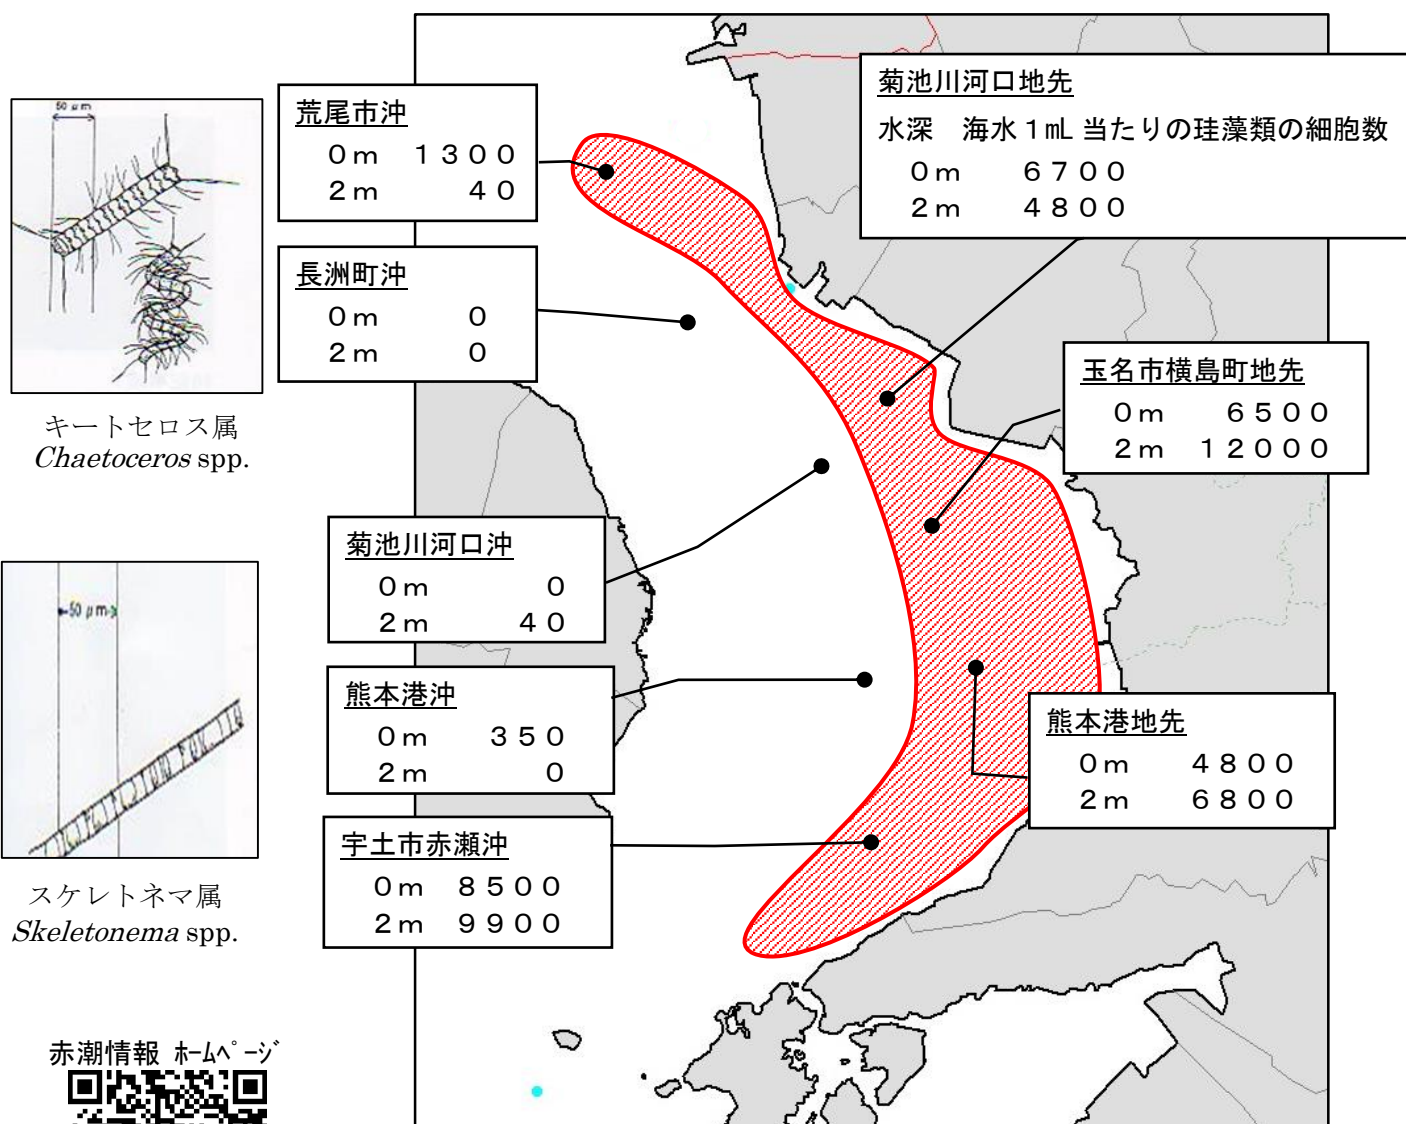 50 μm
キートセロス属
Chaetoceros spp.
50 μm
スケレトネマ属
Skeletonema spp.
赤潮情報 ﾎｰﾑﾍﾟｰｼﾞ
荒尾市沖
0m 1300
2m 40
長洲町沖
0m 0
2m 0
菊池川河口沖
0m 0
2m 40
熊本港沖
0m 350
2m 0
宇土市赤瀬沖
0m 8500
2m 9900
菊池川河口地先
水深 海水1mL当たりの珪藻類の細胞数
0m 6700
2m 4800
玉名市横島町地先
0m 6500
2m 12000
熊本港地先
0m 4800
2m 6800